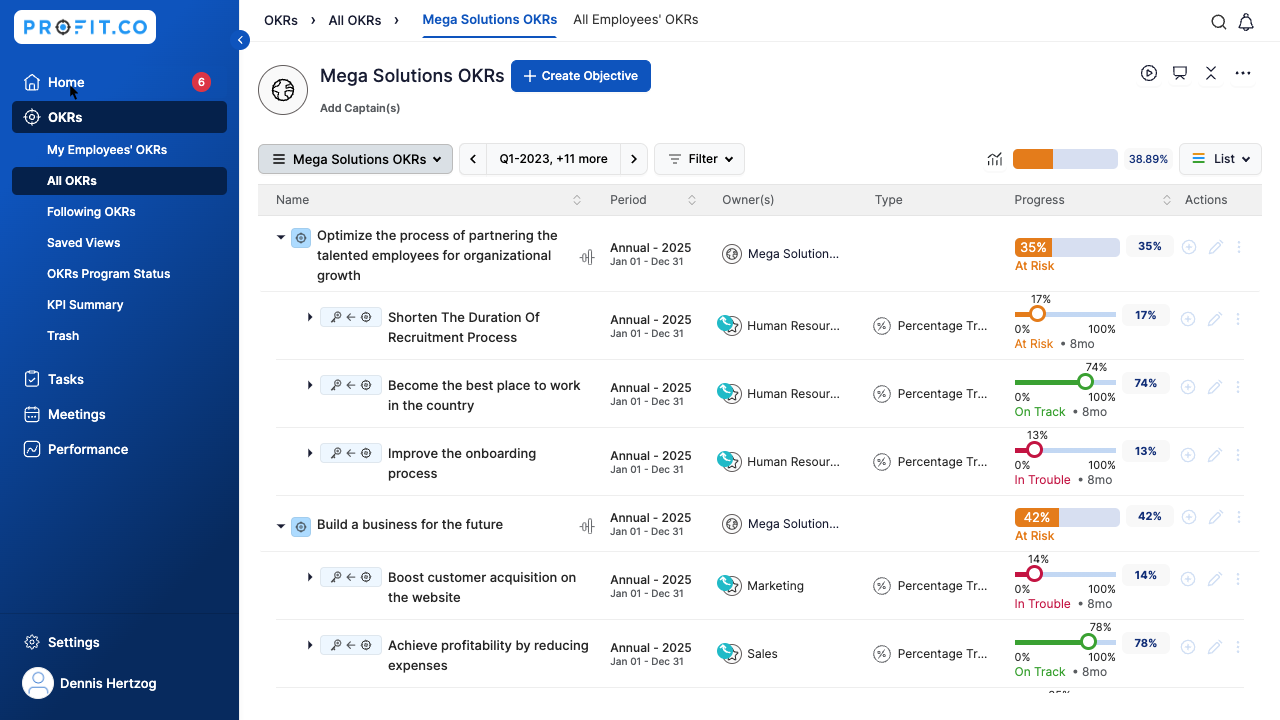 PROFIT.CO
OKRs > All OKRs > Mega Solutions OKRs All Employees' OKRs
Home 6
OKRs
My Employees' OKRs
All OKRs
Following OKRs
Saved Views
OKRs Program Status
KPI Summary
Trash
Tasks
Meetings
Performance
Settings
Dennis Hertzog
Mega Solutions OKRs + Create Objective
Add Captain(s)
Mega Solutions OKRs Q1-2023, +11 more Filter 38.89% List
Name Period Owner(s) Type Progress Actions
Optimize the process of partnering the
talented employees for organizational
growth
Annual - 2025
Jan 01 - Dec 31
Mega Solution...
35% 35%
At Risk
Shorten The Duration Of
Recruitment Process
Annual - 2025
Jan 01 - Dec 31
Human Resour...
Percentage Tr...
17%
0% 100% 17%
At Risk • 8mo
Become the best place to work
in the country
Annual - 2025
Jan 01 - Dec 31
Human Resour...
Percentage Tr...
74%
0% 100% 74%
On Track • 8mo
Improve the onboarding
process
Annual - 2025
Jan 01 - Dec 31
Human Resour...
Percentage Tr...
13%
0% 100% 13%
In Trouble • 8mo
Build a business for the future
Annual - 2025
Jan 01 - Dec 31
Mega Solution...
42% 42%
At Risk
Boost customer acquisition on
the website
Annual - 2025
Jan 01 - Dec 31
Marketing
Percentage Tr...
14%
0% 100% 14%
In Trouble • 8mo
Achieve profitability by reducing
expenses
Annual - 2025
Jan 01 - Dec 31
Sales
Percentage Tr...
78%
0% 100% 78%
On Track • 8mo